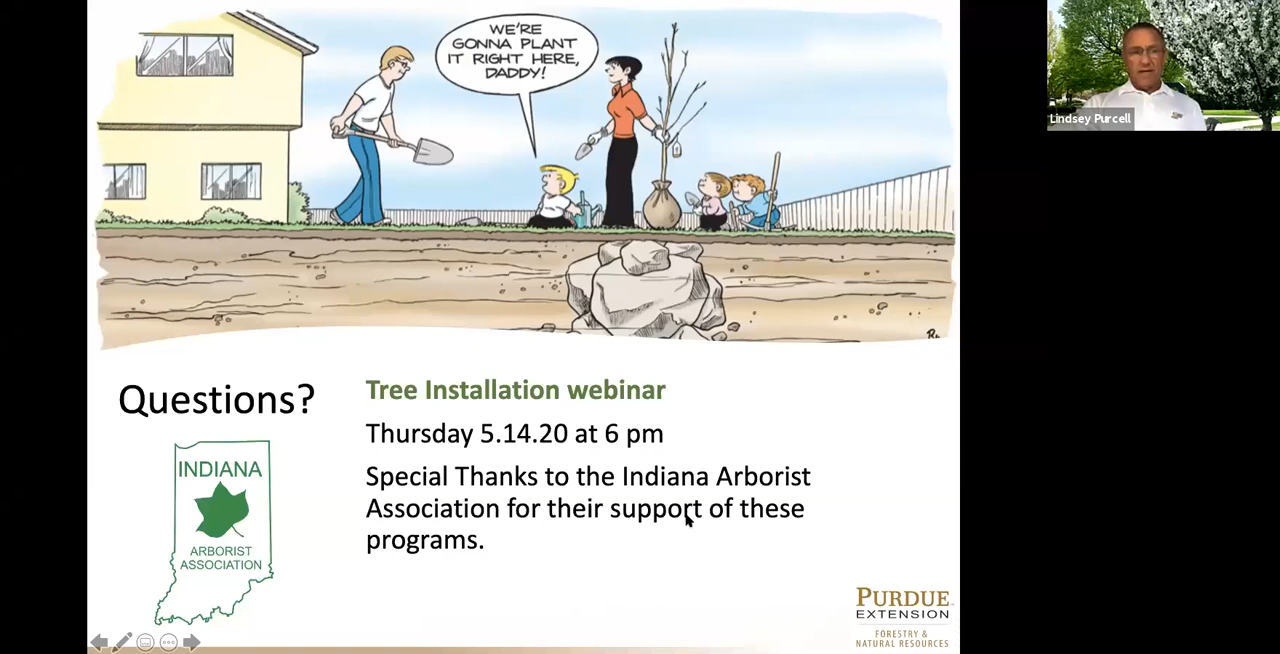 WE'RE
GONNA PLANT
IT RIGHT HERE,
DADDY!
Lindsey Purcell
Questions?
Tree Installation webinar
Thursday 5.14.20 at 6 pm
Special Thanks to the Indiana Arborist
Association for their support of these
programs.
INDIANA
ARBORIST
ASSOCIATION
PURDUE
EXTENSION
FORESTRY &
NATURAL RESOURCES